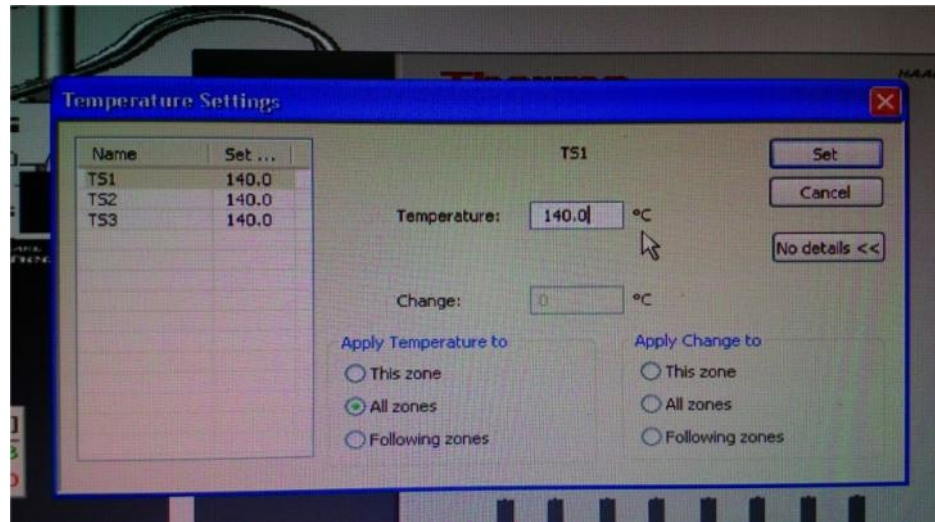 Thermo
HAAK
Temperature Settings
Name Set ...
TS1 140.0
TS2 140.0
TS3 140.0
TS1
Temperature: 140.0 °C
Change: 0 °C
Set
Cancel
No details <<
Apply Temperature to
This zone
All zones
Following zones
Apply Change to
This zone
All zones
Following zones